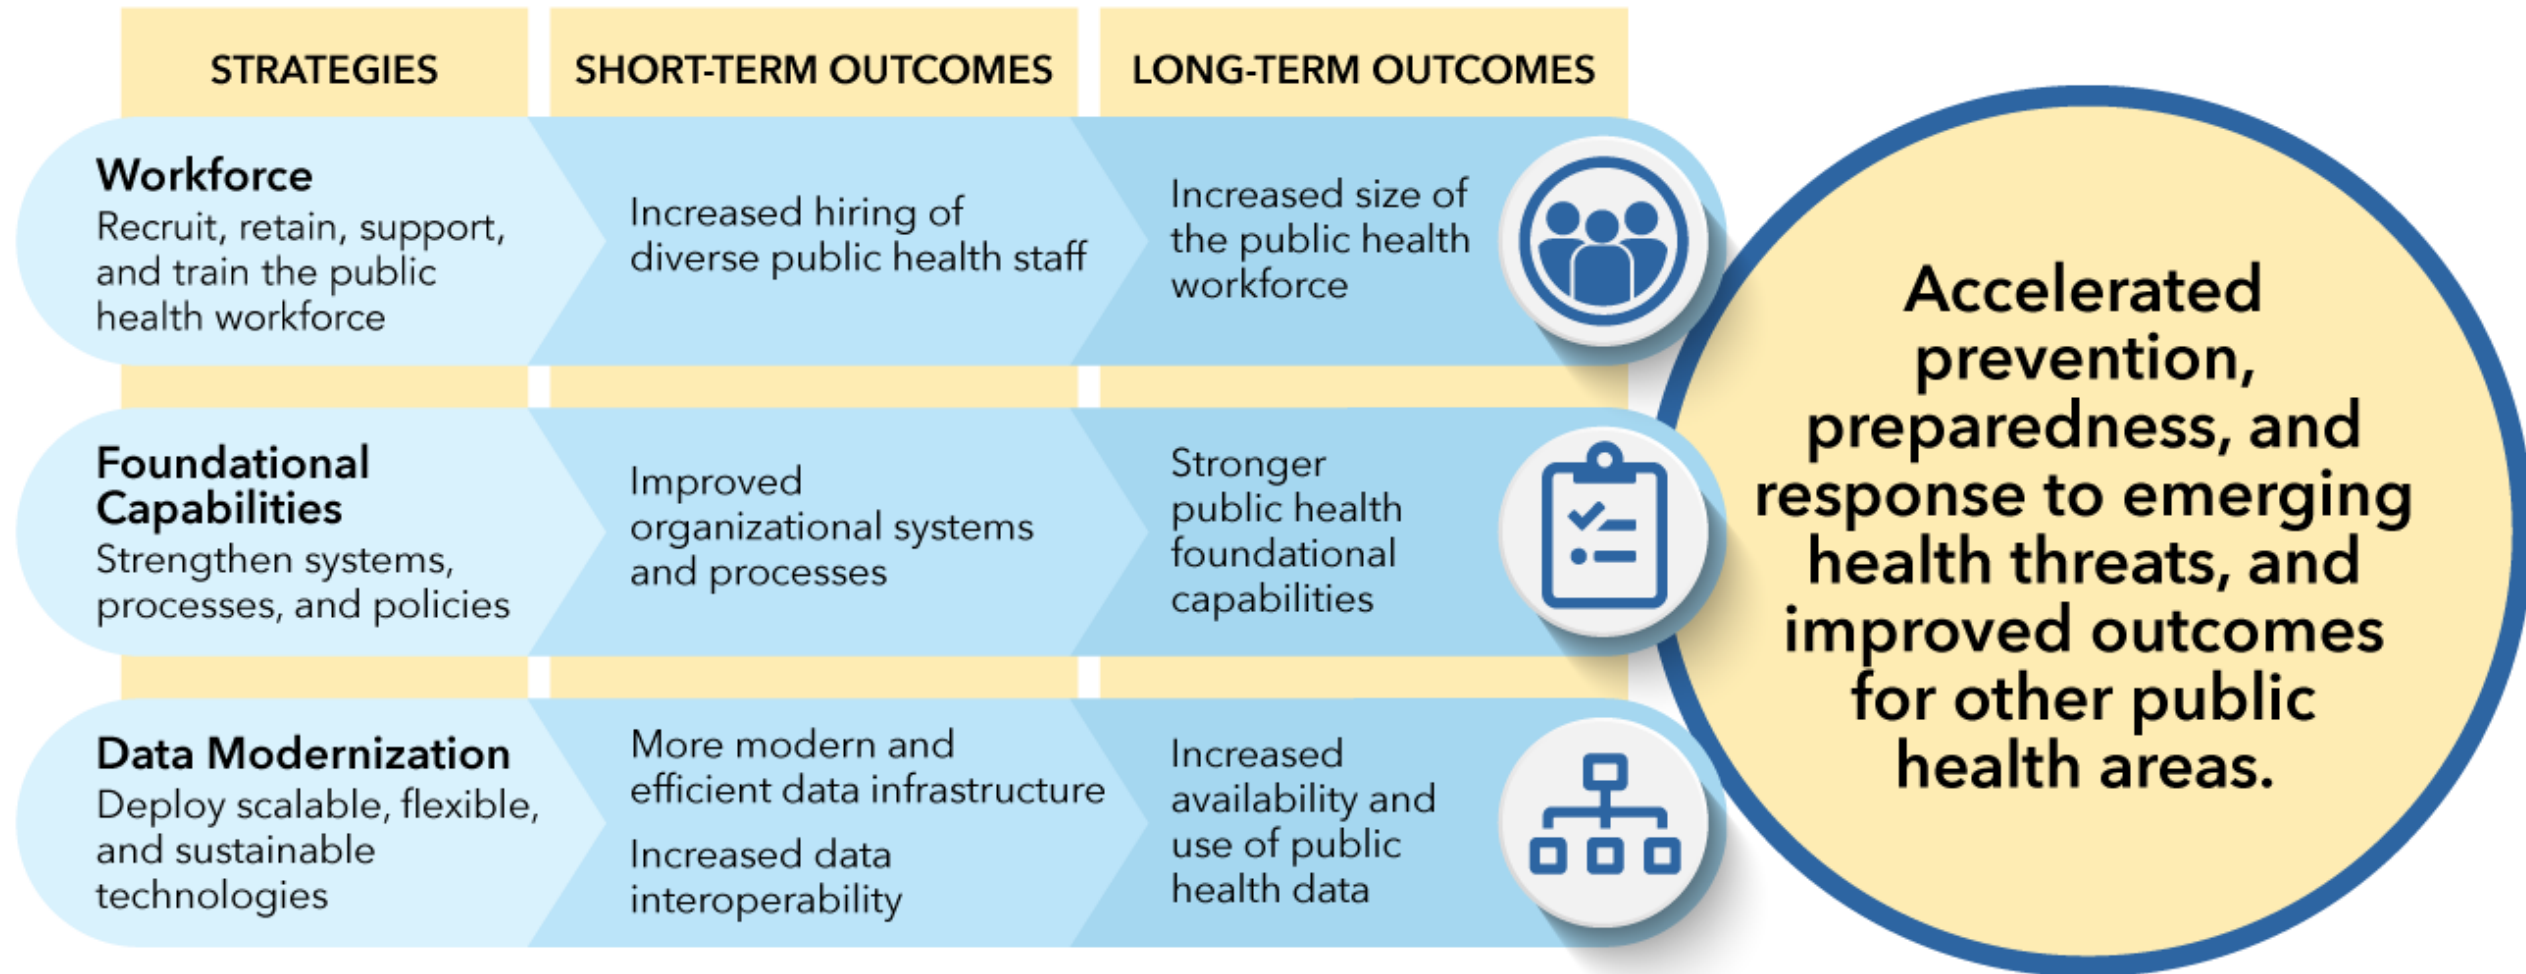 STRATEGIES
SHORT-TERM OUTCOMES
LONG-TERM OUTCOMES
Workforce
Recruit, retain, support,
and train the public
health workforce
Increased hiring of
diverse public health staff
Increased size of
the public health
workforce
Foundational
Capabilities
Strengthen systems,
processes, and policies
Improved
organizational systems
and processes
Stronger
public health
foundational
capabilities
Data Modernization
Deploy scalable, flexible,
and sustainable
technologies
More modern and
efficient data infrastructure
Increased data
interoperability
Increased
availability and
use of public
health data
Accelerated
prevention,
preparedness, and
response to emerging
health threats, and
improved outcomes
for other public
health areas.